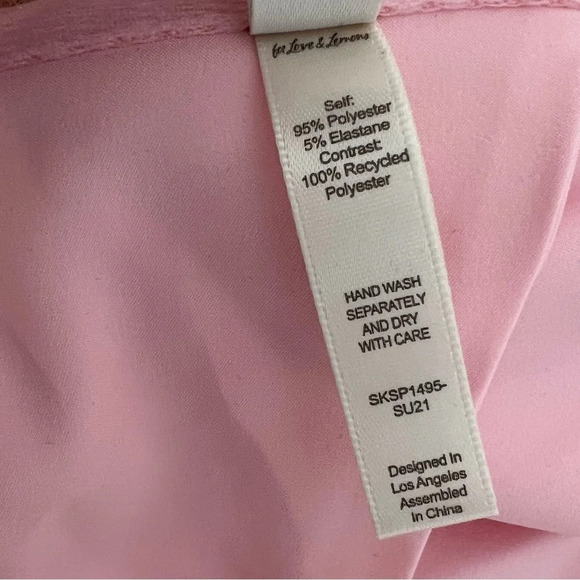 for Love & Lemons
Self:
95% Polyester
5% Elastane
Contrast:
100% Recycled
Polyester
HAND WASH
SEPARATELY
AND DRY
WITH CARE
SKSP1495-
SU21
Designed In
Los Angeles
Assembled
In China